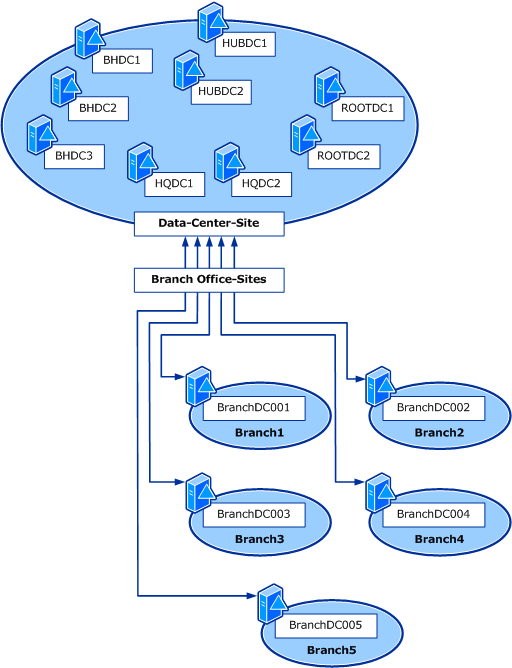 HUBDC1
BHDC1
HUBDC2
BHDC2
ROOTDC1
BHDC3
ROOTDC2
HQDC1
HQDC2
Data-Center-Site
Branch Office-Sites
BranchDC001
Branch1
BranchDC002
Branch2
BranchDC003
Branch3
BranchDC004
Branch4
BranchDC005
Branch5